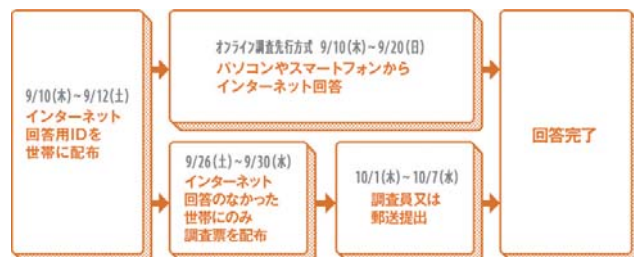 9/10(木)~9/12(土)
インターネット
回答用IDを
世帯に配布
オンライン調査先行方式 9/10(木)~9/20(日)
パソコンやスマートフォンから
インターネット回答
9/26(土)~9/30(水)
インターネット
回答のなかった
世帯にのみ
調査票を配布
10/1(木)~10/7(水)
調査員又は
郵送提出
回答完了